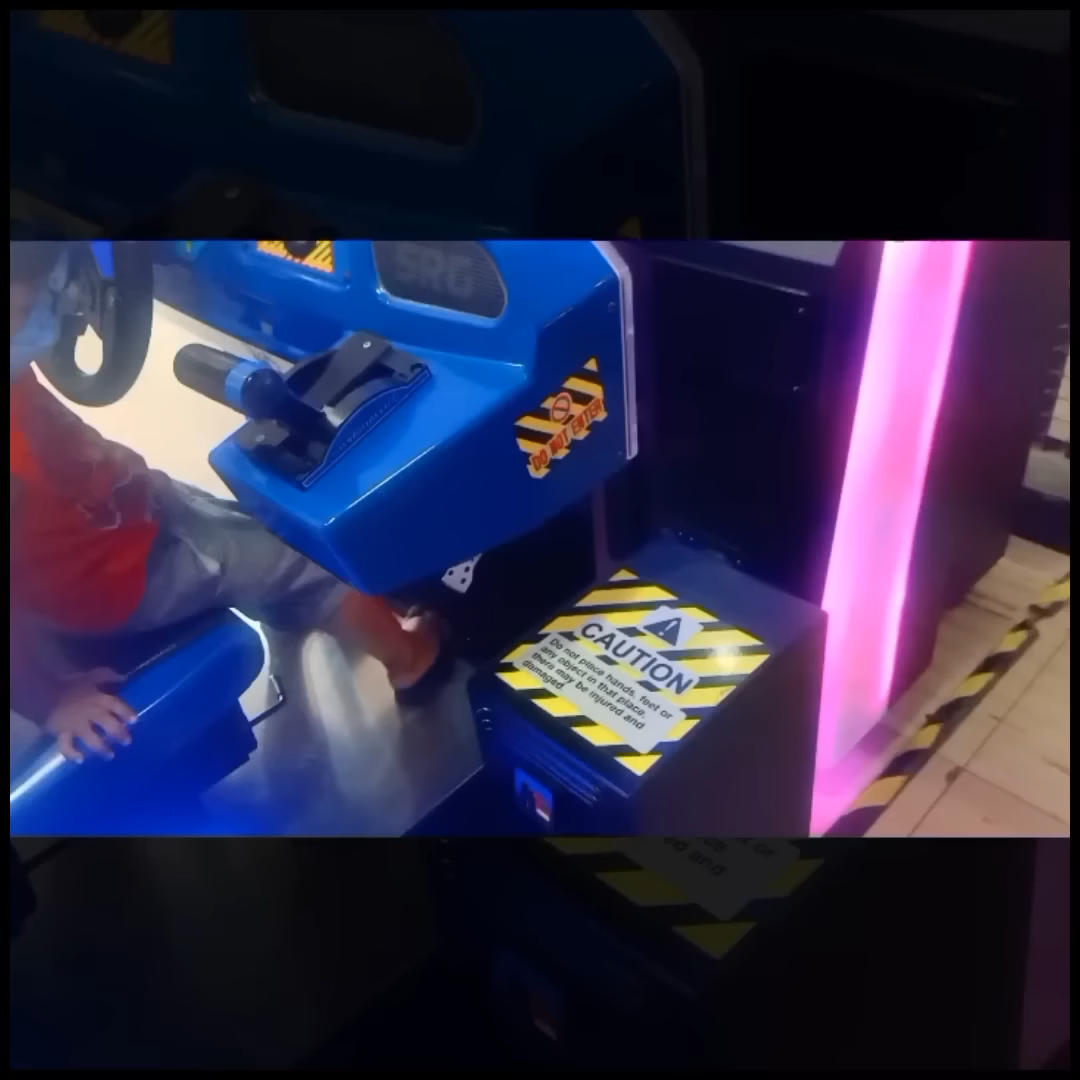 SRG
DO NOT ENTER
CAUTION
Do not place hands, feet or
any object in that place,
there may be injured and
damaged